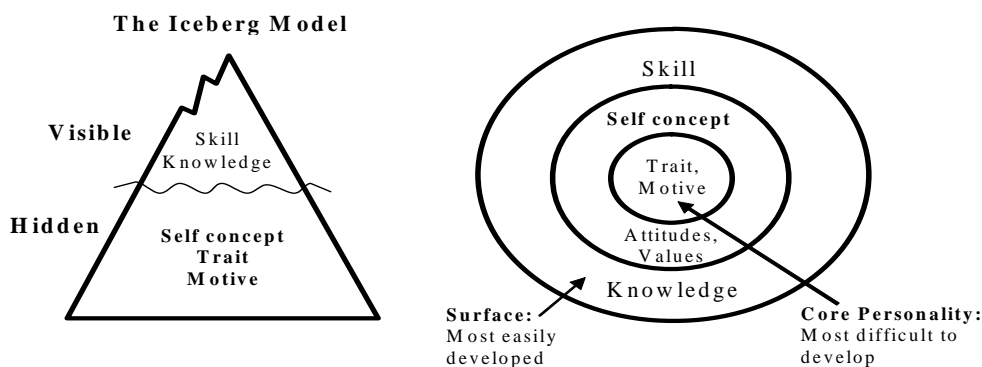 The Iceberg Model
Visible
Skill
Knowledge
Hidden
Self concept
Trait
Motive
Skill
Self concept
Trait,
Motive
Attitudes,
Values
Knowledge
Surface:
Most easily
developed
Core Personality:
Most difficult to
develop